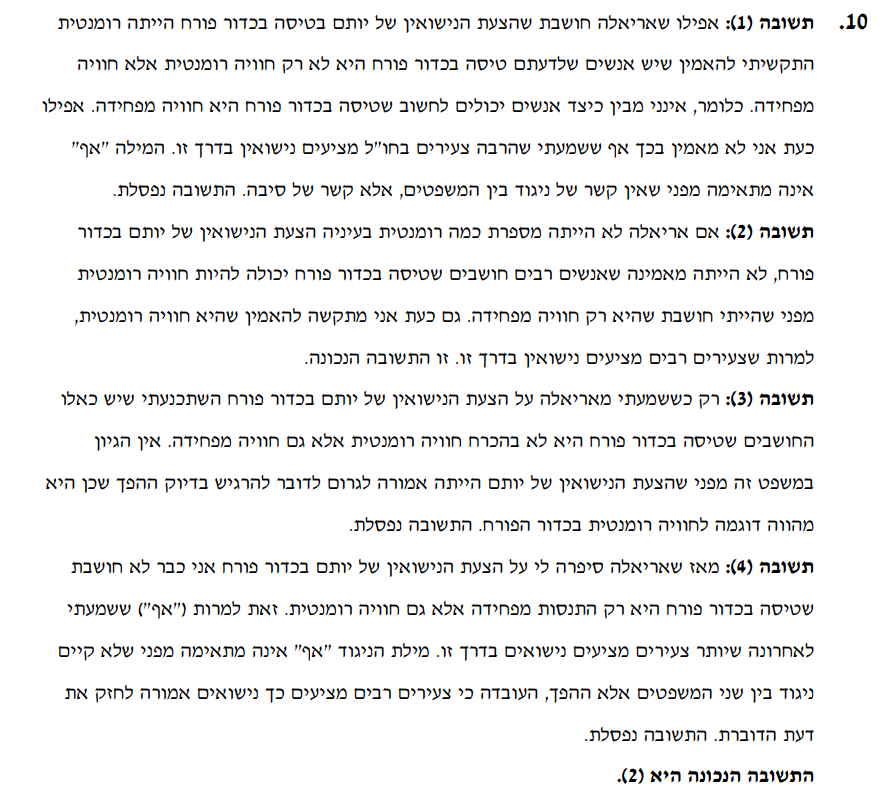 10. תשובה (1): אפילו שאריאלה חושבת שהצעת הנישואין של יותם בטיסה בכדור פורח הייתה רומנטית
התקשיתי להאמין שיש אנשים שלדעתם טיסה בכדור פורח היא לא רק חוויה רומנטית אלא חוויה
מפחידה. כלומר, אינני מבין כיצד אנשים יכולים לחשוב שטיסה בכדור פורח היא חוויה מפחידה. אפילו
כעת אני לא מאמין בכך אף ששמעתי שהרבה צעירים בחו"ל מציעים נישואין בדרך זו. המילה "אף"
אינה מתאימה מפני שאין קשר של ניגוד בין המשפטים, אלא קשר של סיבה. התשובה נפסלת.
תשובה (2): אם אריאלה לא הייתה מספרת כמה רומנטית בעיניה הצעת הנישואין של יותם בכדור
פורח, לא הייתה מאמינה שאנשים רבים חושבים שטיסה בכדור פורח יכולה להיות חוויה רומנטית
מפני שהייתי חושבת שהיא רק חוויה מפחידה. גם כעת אני מתקשה להאמין שהיא חוויה רומנטית,
למרות שצעירים רבים מציעים נישואין בדרך זו. זו התשובה הנכונה.
תשובה (3): רק כששמעתי מאריאלה על הצעת הנישואין של יותם בכדור פורח השתכנעתי שיש כאלו
החושבים שטיסה בכדור פורח היא לא בהכרח חוויה רומנטית אלא גם חוויה מפחידה. אין הגיון
במשפט זה מפני שהצעת הנישואין של יותם הייתה אמורה לגרום לדובר להרגיש בדיוק ההפך שכן היא
מהווה דוגמה לחוויה רומנטית בכדור הפורח. התשובה נפסלת.
תשובה (4): מאז שאריאלה סיפרה לי על הצעת הנישואין של יותם בכדור פורח אני כבר לא חושבת
שטיסה בכדור פורח היא רק התנסות מפחידה אלא גם חוויה רומנטית. זאת למרות ("אף") ששמעתי
לאחרונה שיותר צעירים מציעים נישואים בדרך זו. מילת הניגוד "אף" אינה מתאימה מפני שלא קיים
ניגוד בין שני המשפטים אלא ההפך, העובדה כי צעירים רבים מציעים כך נישואים אמורה לחזק את
דעת הדוברת. התשובה נפסלת.
התשובה הנכונה היא (2).